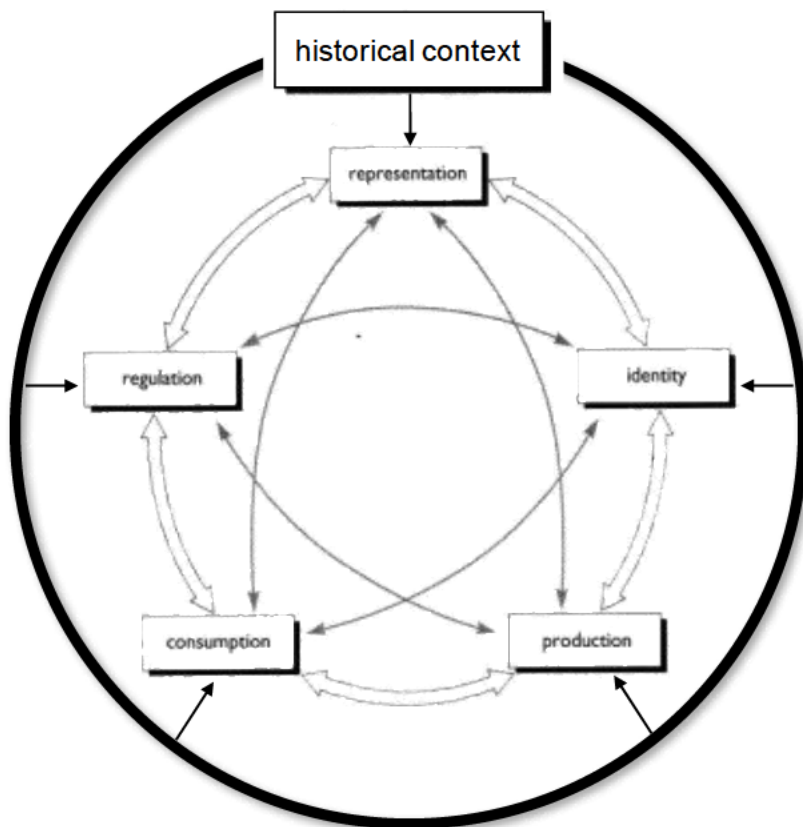 historical context
representation
regulation
identity
consumption
production